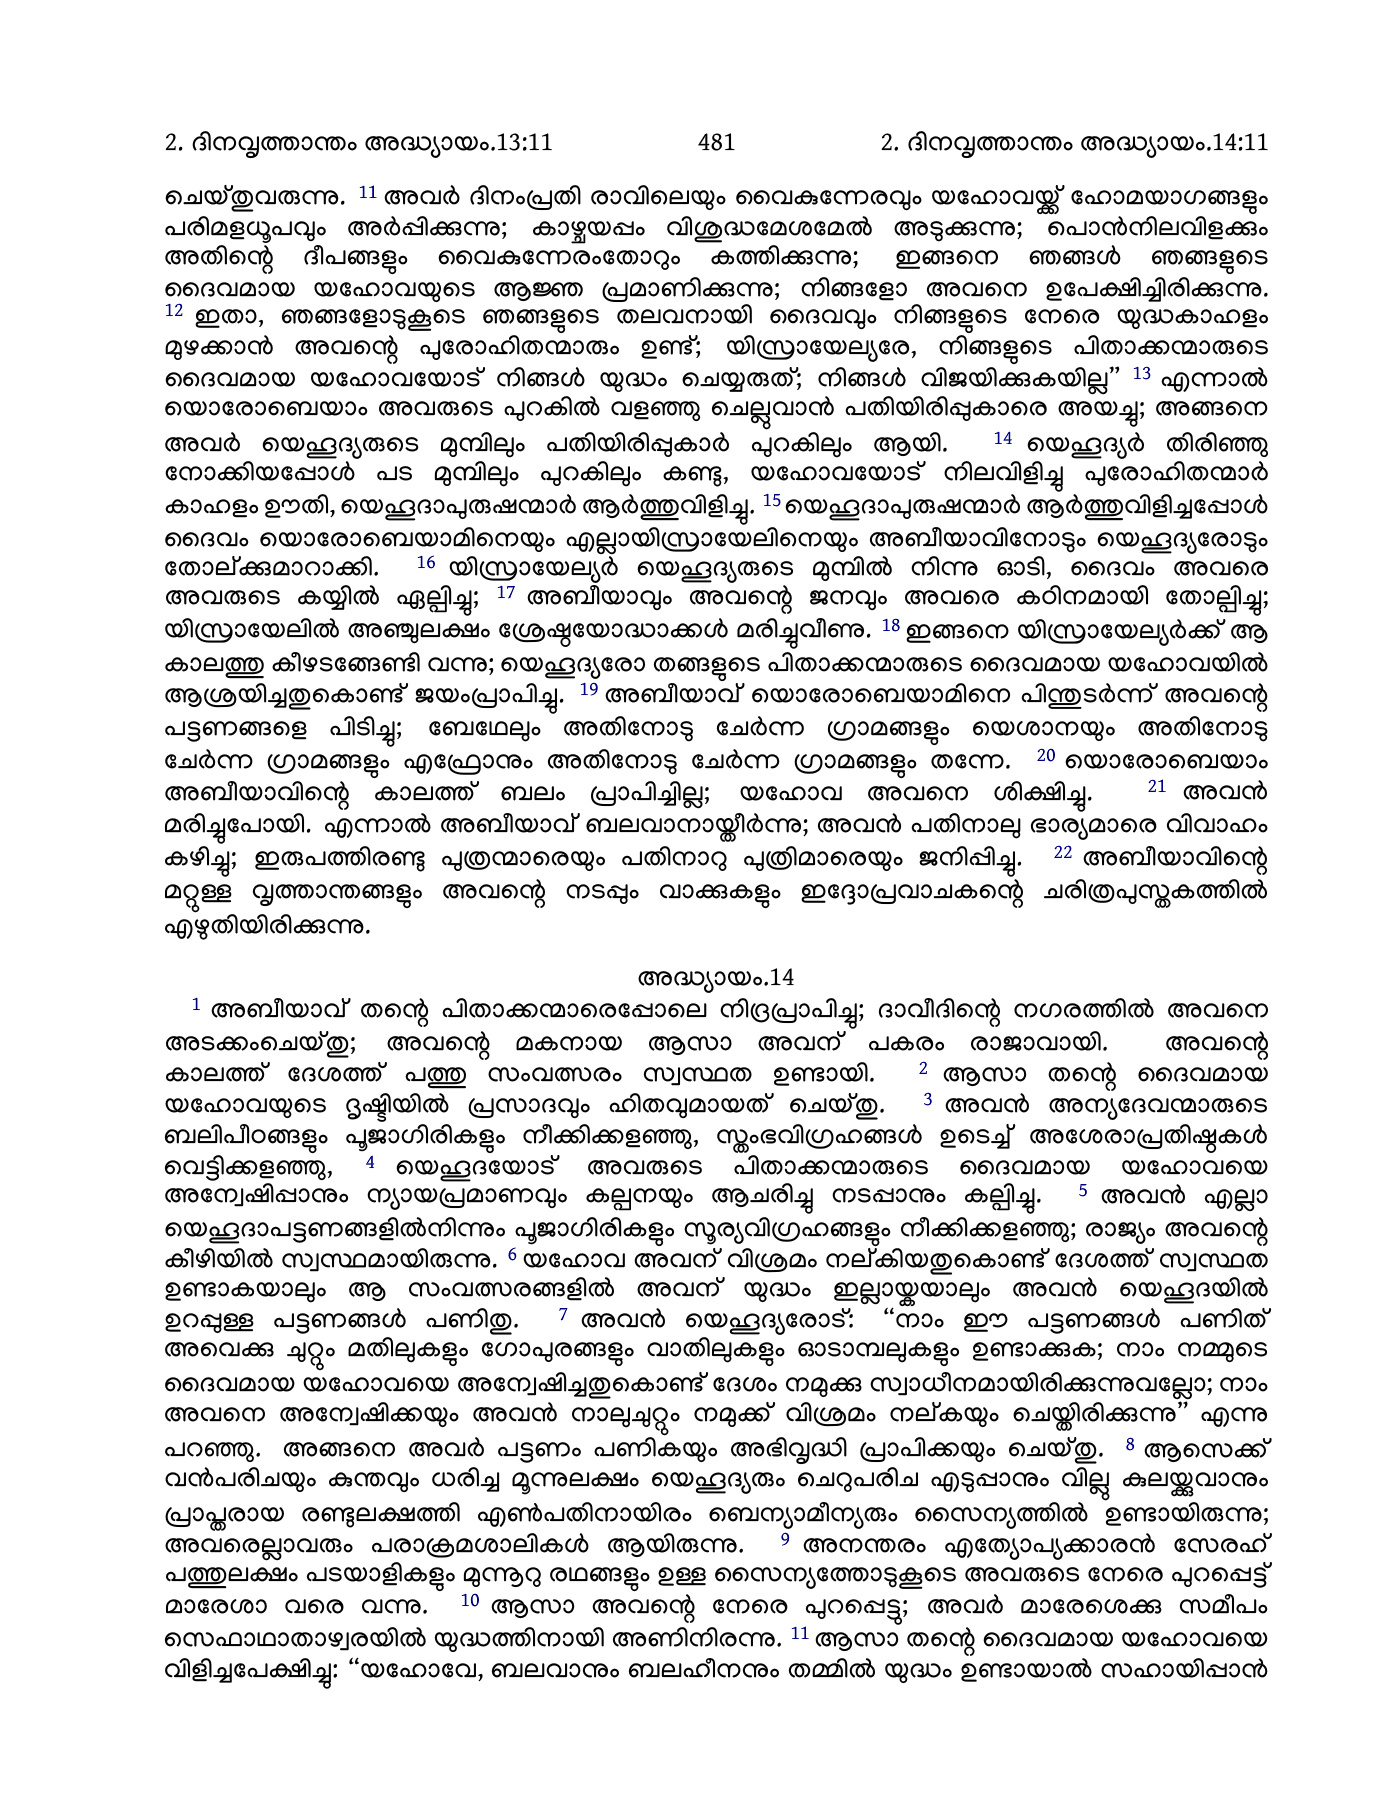 2. ദിനവൃത്താന്തം അദ്ധ്യായം.13:11 481 2. ദിനവൃത്താന്തം അദ്ധ്യായം.14:11
ചെയ്തുവരുന്നു. 11 അവർ ദിനംപ്രതി രാവിലെയും വൈകുന്നേരവും യഹോവയ്ക്ക് ഹോമയാഗങ്ങളും
പരിമളധൂപവും അർപ്പിക്കുന്നു; കാഴ്ചയപ്പം വിശുദ്ധമേശമേൽ അടുക്കുന്നു; പൊൻനിലവിളക്കും
അതിന്റെ ദീപങ്ങളും വൈകുന്നേരംതോറും കത്തിക്കുന്നു; ഇങ്ങനെ ഞങ്ങൾ ഞങ്ങളുടെ
ദൈവമായ യഹോവയുടെ ആജ്ഞ പ്രമാണിക്കുന്നു; നിങ്ങളോ അവനെ ഉപേക്ഷിച്ചിരിക്കുന്നു.
12 ഇതാ, ഞങ്ങളോടുകൂടെ ഞങ്ങളുടെ തലവനായി ദൈവവും നിങ്ങളുടെ നേരെ യുദ്ധകാഹളം
മുഴക്കാൻ അവന്റെ പുരോഹിതന്മാരും ഉണ്ട്; യിസ്രായേല്യരേ, നിങ്ങളുടെ പിതാക്കന്മാരുടെ
ദൈവമായ യഹോവയോട് നിങ്ങൾ യുദ്ധം ചെയ്യരുത്; നിങ്ങൾ വിജയിക്കുകയില്ല” 13 എന്നാൽ
യൊരോബെയാം അവരുടെ പുറകിൽ വളഞ്ഞു ചെല്ലുവാൻ പതിയിരിപ്പുകാരെ അയച്ചു; അങ്ങനെ
അവർ യെഹൂദ്യരുടെ മുമ്പിലും പതിയിരിപ്പുകാർ പുറകിലും ആയി. 14 യെഹൂദ്യർ തിരിഞ്ഞു
നോക്കിയപ്പോൾ പട മുമ്പിലും പുറകിലും കണ്ടു, യഹോവയോട് നിലവിളിച്ചു പുരോഹിതന്മാർ
കാഹളം ഊതി, യെഹൂദാപുരുഷന്മാർ ആർത്തുവിളിച്ചു. 15 യെഹൂദാപുരുഷന്മാർ ആർത്തുവിളിച്ചപ്പോൾ
ദൈവം യൊരോബെയാമിനെയും എല്ലായിസ്രായേലിനെയും അബീയാവിനോടും യെഹൂദ്യരോടും
തോല്ക്കുമാറാക്കി. 16 യിസ്രായേല്യർ യെഹൂദ്യരുടെ മുമ്പിൽ നിന്നു ഓടി, ദൈവം അവരെ
അവരുടെ കയ്യിൽ ഏല്പിച്ചു; 17 അബീയാവും അവന്റെ ജനവും അവരെ കഠിനമായി തോല്പിച്ചു;
യിസ്രായേലിൽ അഞ്ചുലക്ഷം ശ്രേഷ്ഠയോദ്ധാക്കൾ മരിച്ചുവീണു. 18 ഇങ്ങനെ യിസ്രായേല്യർക്ക് ആ
കാലത്തു കീഴടങ്ങേണ്ടി വന്നു; യെഹൂദ്യരോ തങ്ങളുടെ പിതാക്കന്മാരുടെ ദൈവമായ യഹോവയിൽ
ആശ്രയിച്ചതുകൊണ്ട് ജയംപ്രാപിച്ചു. 19 അബീയാവ് യൊരോബെയാമിനെ പിന്തുടർന്ന് അവന്റെ
പട്ടണങ്ങളെ പിടിച്ചു; ബേഥേലും അതിനോടു ചേർന്ന ഗ്രാമങ്ങളും യെശാനയും അതിനോടു
ചേർന്ന ഗ്രാമങ്ങളും എഫ്രോനും അതിനോടു ചേർന്ന ഗ്രാമങ്ങളും തന്നേ. 20 യൊരോബെയാം
അബീയാവിന്റെ കാലത്ത് ബലം പ്രാപിച്ചില്ല; യഹോവ അവനെ ശിക്ഷിച്ചു. 21 അവൻ
മരിച്ചുപോയി. എന്നാൽ അബീയാവ് ബലവാനായ്തീർന്നു; അവൻ പതിനാലു ഭാര്യമാരെ വിവാഹം
കഴിച്ചു; ഇരുപത്തിരണ്ടു പുത്രന്മാരെയും പതിനാറു പുത്രിമാരെയും ജനിപ്പിച്ചു. 22 അബീയാവിന്റെ
മറ്റുള്ള വൃത്താന്തങ്ങളും അവന്റെ നടപ്പും വാക്കുകളും ഇദ്ദോപ്രവാചകന്റെ ചരിത്രപുസ്തകത്തിൽ
എഴുതിയിരിക്കുന്നു.
അദ്ധ്യായം.14
1 അബീയാവ് തന്റെ പിതാക്കന്മാരെപ്പോലെ നിദ്രപ്രാപിച്ചു; ദാവീദിന്റെ നഗരത്തിൽ അവനെ
അടക്കംചെയ്തു; അവന്റെ മകനായ ആസാ അവന് പകരം രാജാവായി. അവന്റെ
കാലത്ത് ദേശത്ത് പത്തു സംവത്സരം സ്വസ്ഥത ഉണ്ടായി. 2 ആസാ തന്റെ ദൈവമായ
യഹോവയുടെ ദൃഷ്ടിയിൽ പ്രസാദവും ഹിതവുമായത് ചെയ്തു. 3 അവൻ അന്യദേവന്മാരുടെ
ബലിപീഠങ്ങളും പൂജാഗിരികളും നീക്കിക്കളഞ്ഞു, സ്തംഭവിഗ്രഹങ്ങൾ ഉടെച്ച് അശേരാപ്രതിഷ്ഠകൾ
വെട്ടിക്കളഞ്ഞു, 4 യെഹൂദയോട് അവരുടെ പിതാക്കന്മാരുടെ ദൈവമായ യഹോവയെ
അന്വേഷിപ്പാനും ന്യായപ്രമാണവും കല്പനയും ആചരിച്ചു നടപ്പാനും കല്പിച്ചു. 5 അവൻ എല്ലാ
യെഹൂദാപട്ടണങ്ങളിൽനിന്നും പൂജാഗിരികളും സൂര്യവിഗ്രഹങ്ങളും നീക്കിക്കളഞ്ഞു; രാജ്യം അവന്റെ
കീഴിയിൽ സ്വസ്ഥമായിരുന്നു. 6 യഹോവ അവന് വിശ്രമം നല്കിയതുകൊണ്ട് ദേശത്ത് സ്വസ്ഥത
ഉണ്ടാകയാലും ആ സംവത്സരങ്ങളിൽ അവന് യുദ്ധം ഇല്ലായ്കയാലും അവൻ യെഹൂദയിൽ
ഉറപ്പുള്ള പട്ടണങ്ങൾ പണിതു. 7 അവൻ യെഹൂദ്യരോട്: “നാം ഈ പട്ടണങ്ങൾ പണിത്
അവെക്കു ചുറ്റും മതിലുകളും ഗോപുരങ്ങളും വാതിലുകളും ഓടാമ്പലുകളും ഉണ്ടാക്കുക; നാം നമ്മുടെ
ദൈവമായ യഹോവയെ അന്വേഷിച്ചതുകൊണ്ട് ദേശം നമുക്കു സ്വാധീനമായിരിക്കുന്നുവല്ലോ; നാം
അവനെ അന്വേഷിക്കയും അവൻ നാലുചുറ്റും നമുക്ക് വിശ്രമം നല്കയും ചെയ്തിരിക്കുന്നു” എന്നു
പറഞ്ഞു. അങ്ങനെ അവർ പട്ടണം പണികയും അഭിവൃദ്ധി പ്രാപിക്കയും ചെയ്തു. 8 ആസെക്ക്
വൻപരിചയും കുന്തവും ധരിച്ച മൂന്നുലക്ഷം യെഹൂദ്യരും ചെറുപരിച എടുപ്പാനും വില്ലു കുലയ്ക്കുവാനും
പ്രാപ്തരായ രണ്ടുലക്ഷത്തി എൺപതിനായിരം ബെന്യാമീന്യരും സൈന്യത്തിൽ ഉണ്ടായിരുന്നു;
അവരെല്ലാവരും പരാക്രമശാലികൾ ആയിരുന്നു. 9 അനന്തരം എത്യോപ്യക്കാരൻ സേരഹ്
പത്തുലക്ഷം പടയാളികളും മുന്നൂറു രഥങ്ങളും ഉള്ള സൈന്യത്തോടുകൂടെ അവരുടെ നേരെ പുറപ്പെട്ട്
മാരേശാ വരെ വന്നു. 10 ആസാ അവന്റെ നേരെ പുറപ്പെട്ടു; അവർ മാരേശെക്കു സമീപം
സെഫാഥാതാഴ്വരയിൽ യുദ്ധത്തിനായി അണിനിരന്നു. 11 ആസാ തന്റെ ദൈവമായ യഹോവയെ
വിളിച്ചപേക്ഷിച്ചു: “യഹോവേ, ബലവാനും ബലഹീനനും തമ്മിൽ യുദ്ധം ഉണ്ടായാൽ സഹായിപ്പാൻ